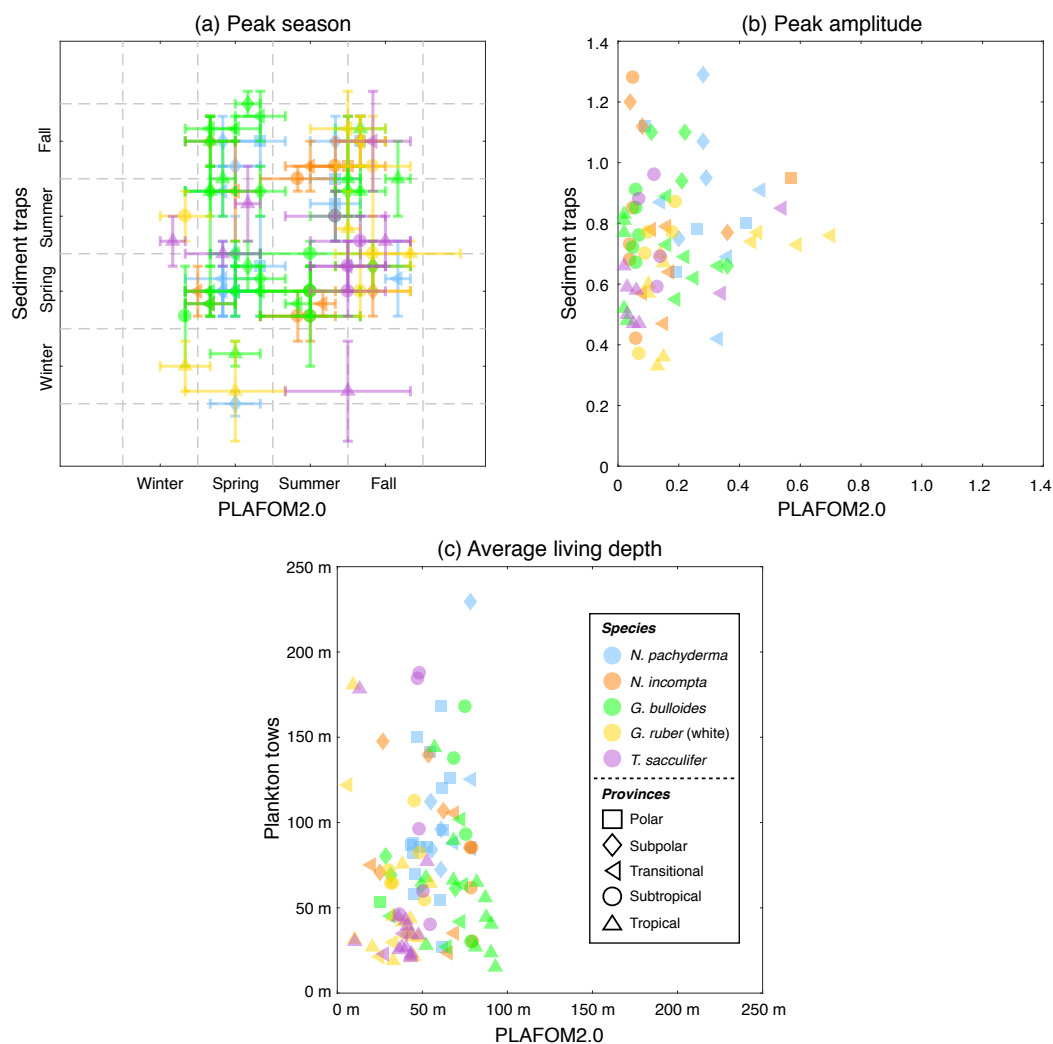 (a) Peak season
Fall
Summer
Spring
Winter
Sediment traps
Winter Spring Summer Fall
PLAFOM2.0
(b) Peak amplitude
1.4
1.2
1.0
0.8
0.6
0.4
0.2
0
Sediment traps
0 0.2 0.4 0.6 0.8 1.0 1.2 1.4
PLAFOM2.0
(c) Average living depth
250 m
200 m
150 m
100 m
50 m
0 m
Plankton tows
0 m 50 m 100 m 150 m 200 m 250 m
PLAFOM2.0
Species
N. pachyderma
N. incompta
G. bulloides
G. ruber (white)
T. sacculifer
Provinces
Polar
Subpolar
Transitional
Subtropical
Tropical